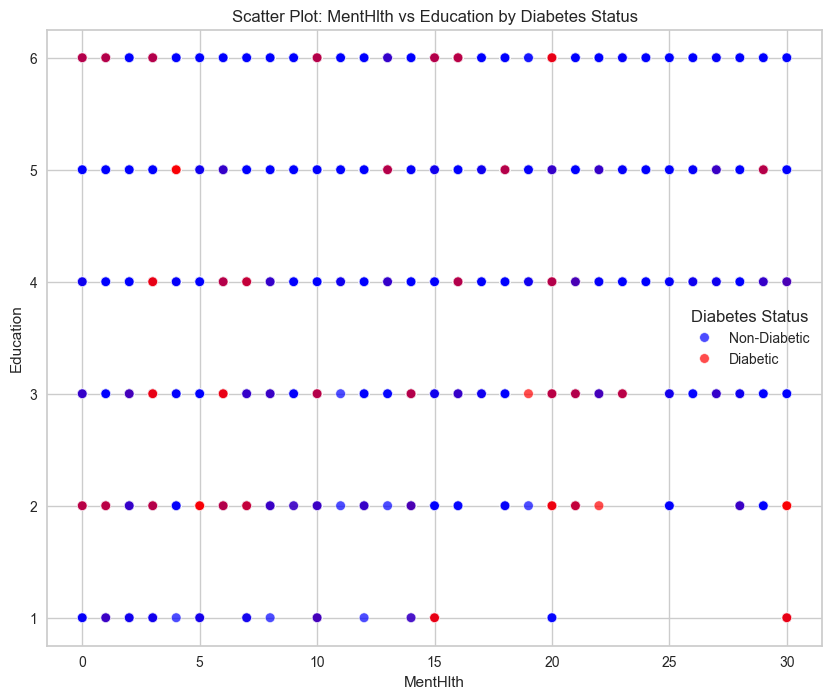 Scatter Plot: MentHlth vs Education by Diabetes Status
6
5
4
3
2
1
Education
Diabetes Status
Non-Diabetic
Diabetic
0 5 10 15 20 25 30
MentHlth